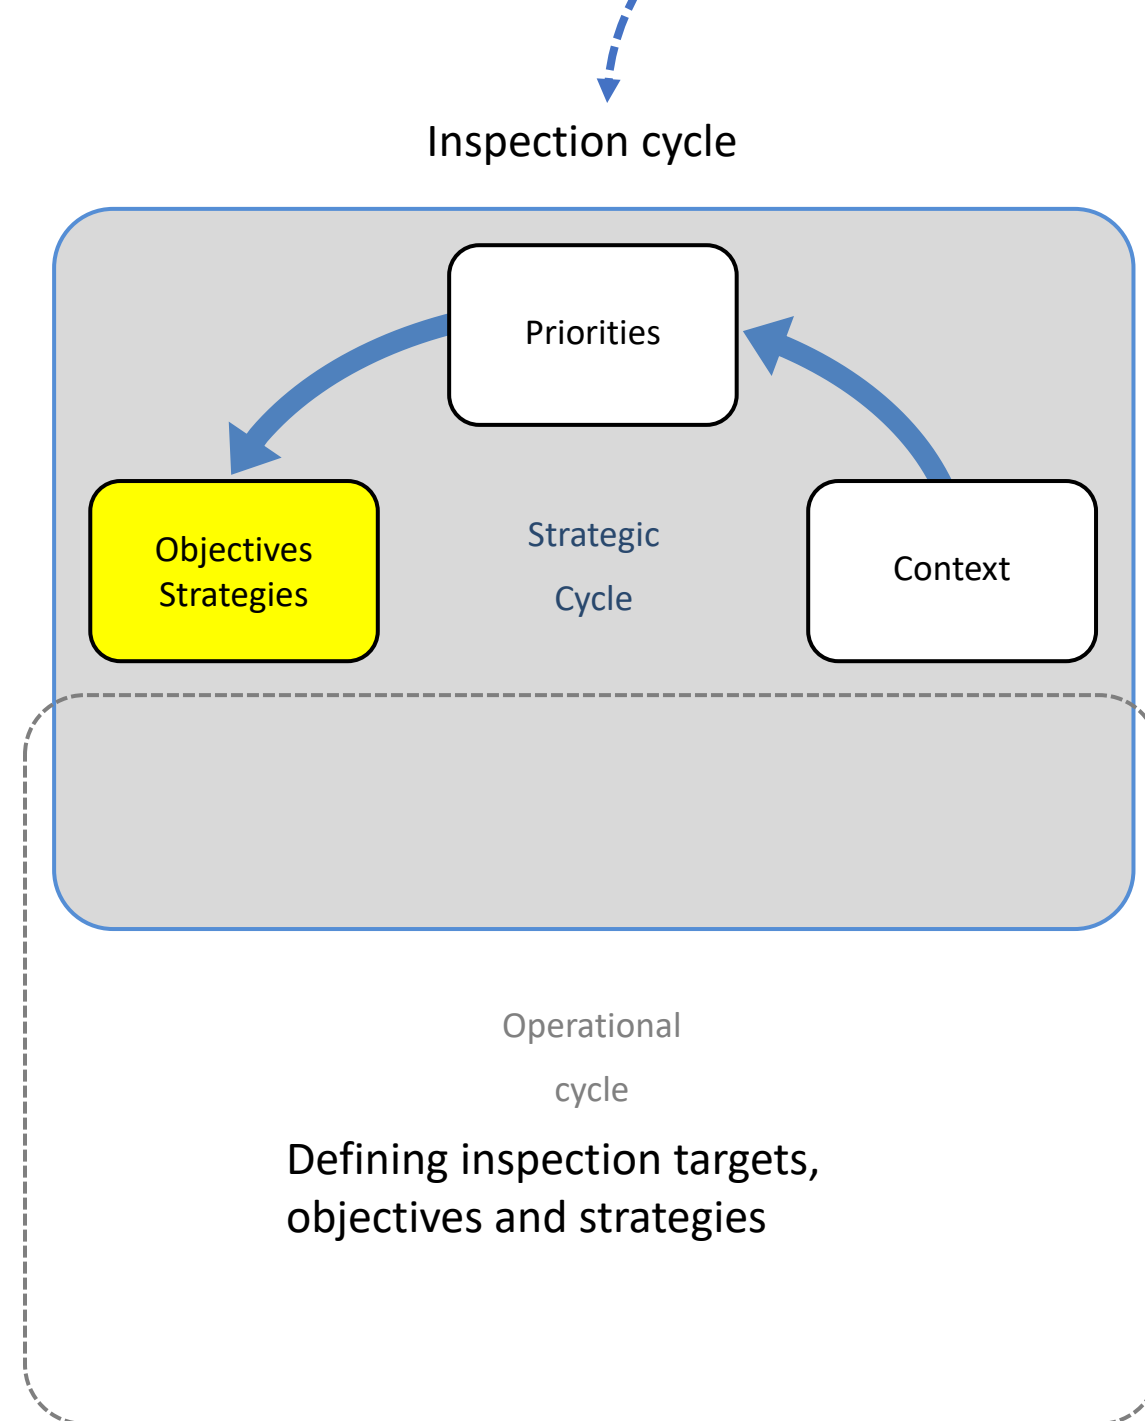 Inspection cycle
Priorities
Objectives
Strategies
Strategic
Cycle
Context
Operational
cycle
Defining inspection targets,
objectives and strategies